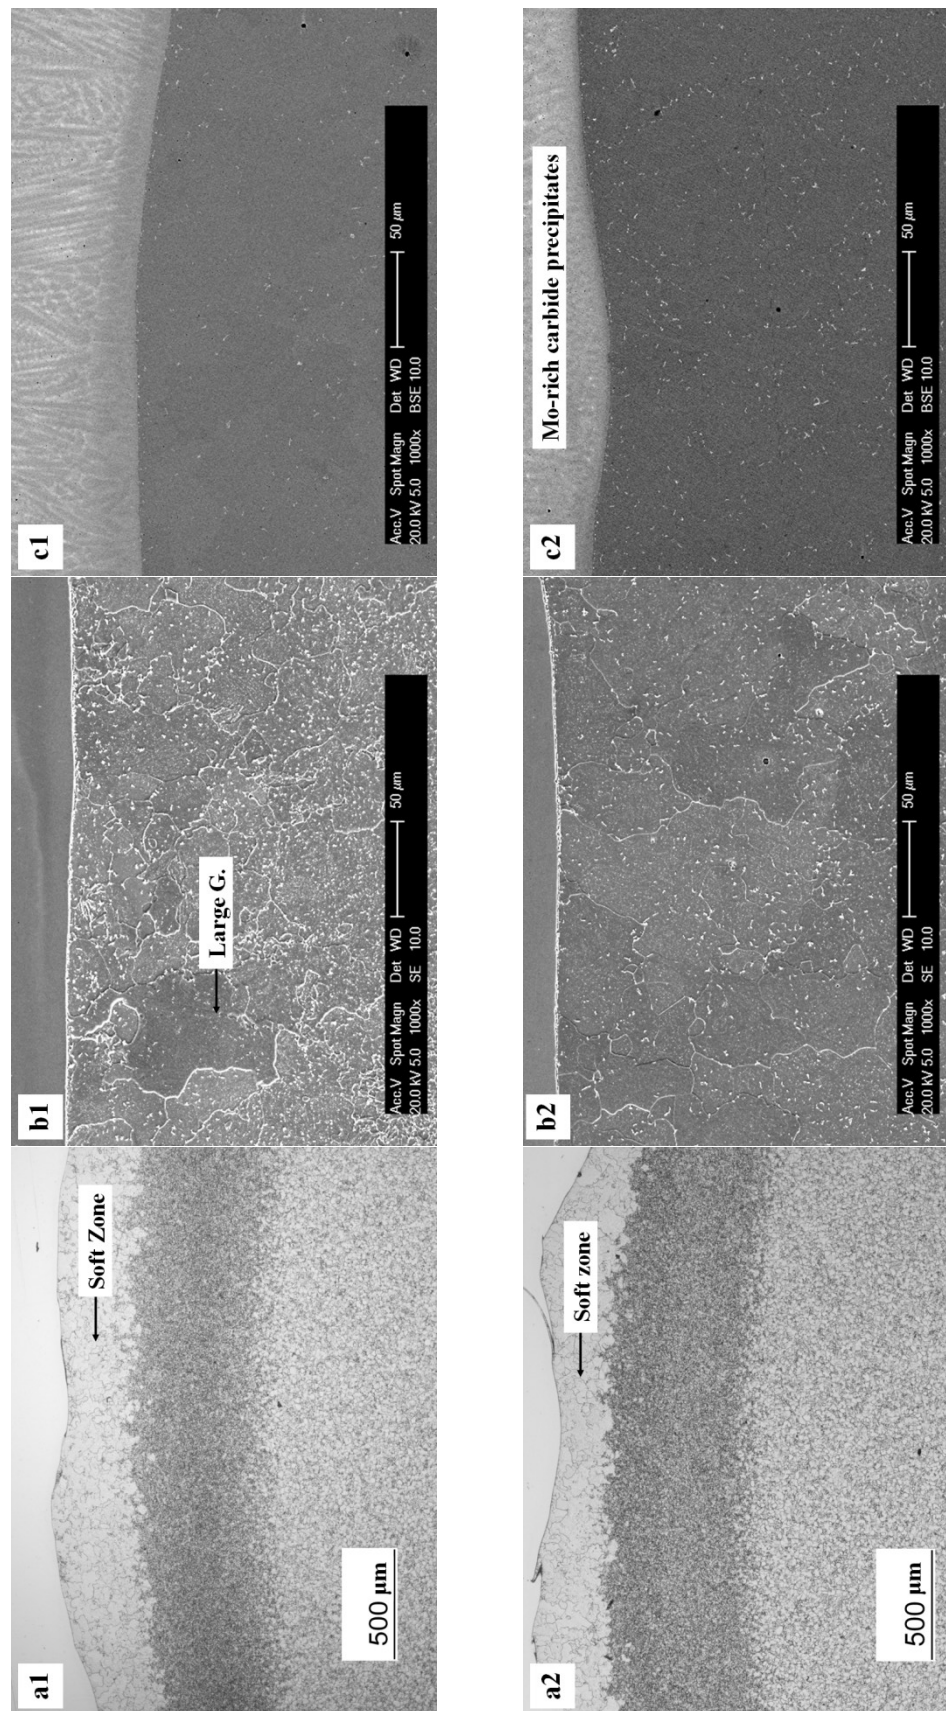 a1
500 µm
Soft Zone
b1
Large G.
Acc.V Spot Magn Det WD
20.0 kV 5.0 1000x SE 10.0
50 µm
c1
Acc.V Spot Magn Det WD
20.0 kV 5.0 1000x BSE 10.0
50 µm
a2
500 µm
Soft zone
b2
Acc.V Spot Magn Det WD
20.0 kV 5.0 1000x SE 10.0
50 µm
c2
Mo-rich carbide precipitates
Acc.V Spot Magn Det WD
20.0 kV 5.0 1000x BSE 10.0
50 µm